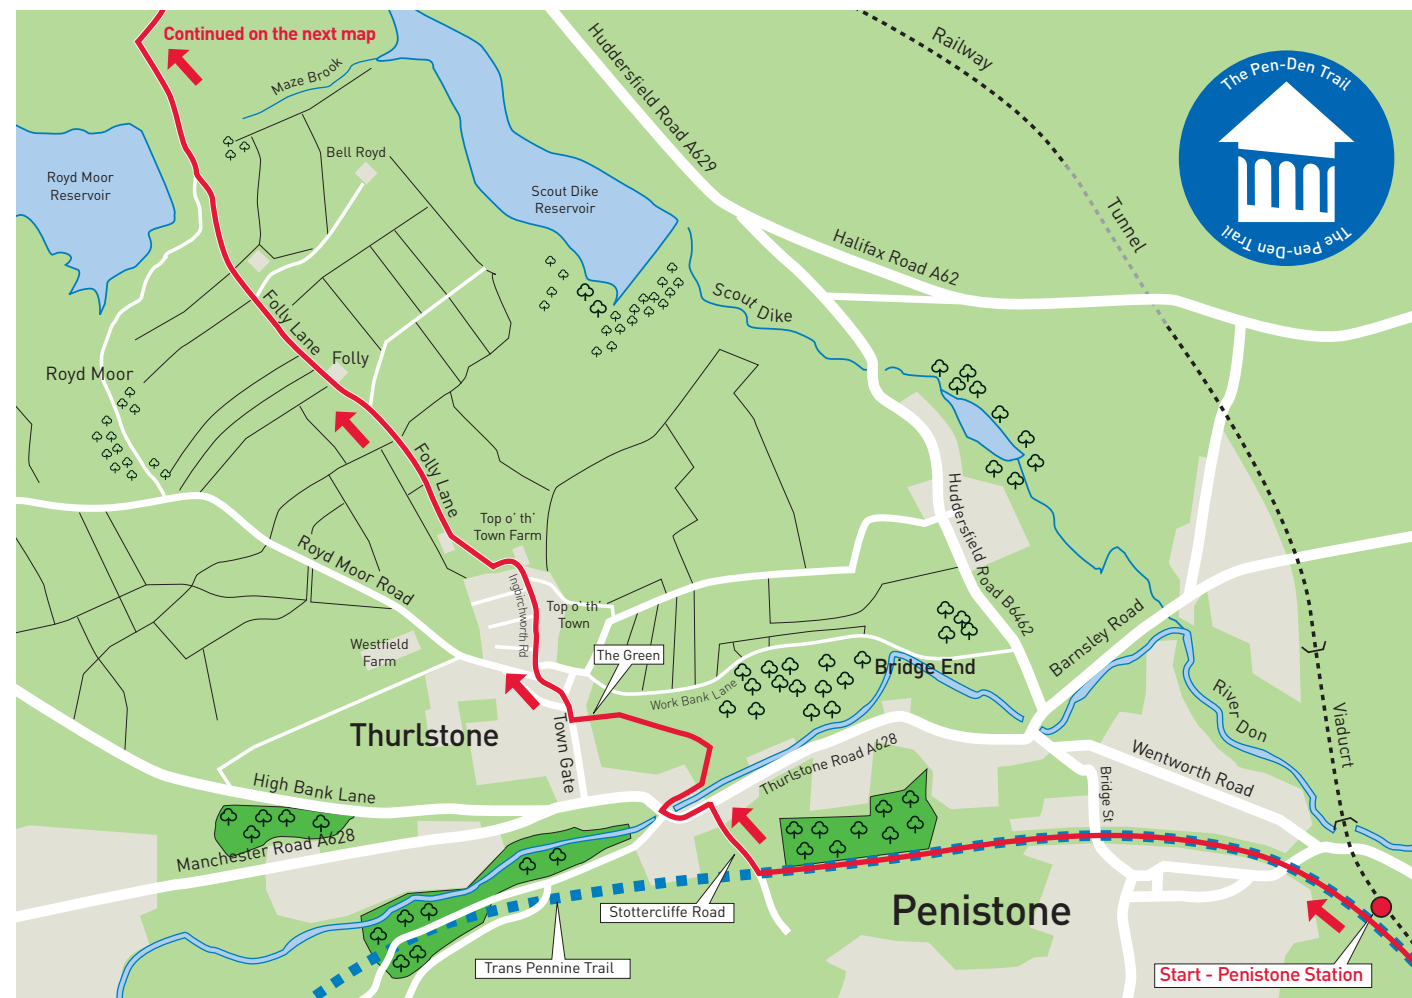 Continued on the next map
Maze Brook
Huddersfield Road A629
Railway
The Pen-Den Trail
The Pen-Den Trail
Bell Royd
Royd Moor
Reservoir
Scout Dike
Reservoir
Tunnel
Halifax Road A62
Scout Dike
Folly Lane
Folly
Royd Moor
Folly Lane
Top o' th'
Town Farm
Huddersfield Road B6462
Royd Moor Road
Ingbirchworth Rd
Top o' th'
Town
Westfield
Farm
The Green
Barnsley Road
Bridge End
Work Bank Lane
River Don
Viaducrt
Thurlstone
Town Gate
Thurlstone Road A628
Wentworth Road
Bridge St
High Bank Lane
Manchester Road A628
Penistone
Stottercliffe Road
Trans Pennine Trail
Start - Penistone Station